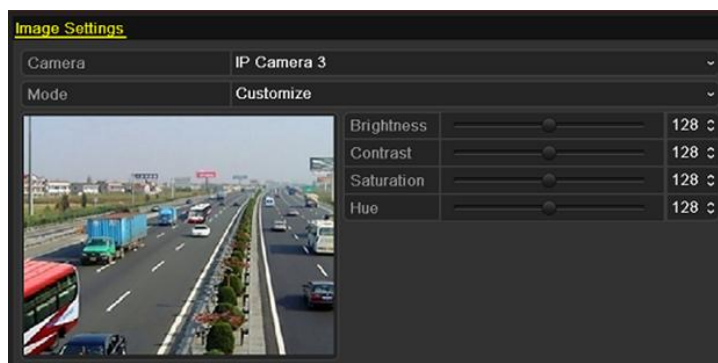 Image Settings
Camera IP Camera 3
Mode Customize
Brightness 128
Contrast 128
Saturation 128
Hue 128